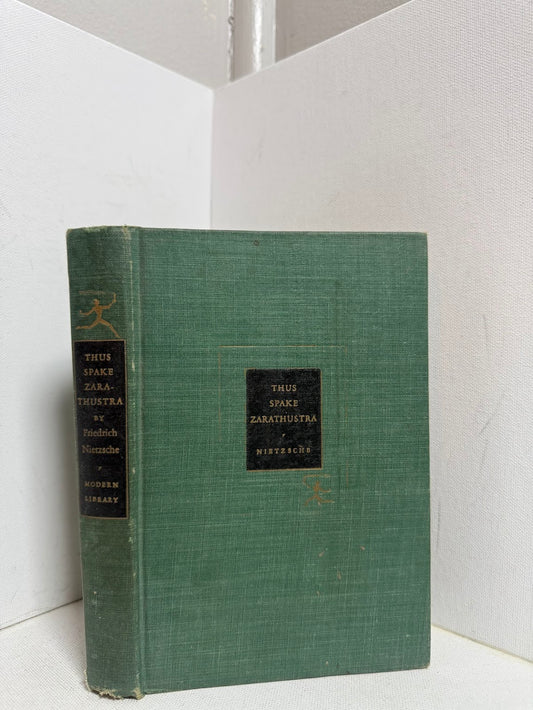 THUS
SPAKE
ZARA-
THUSTRA
BY
Friedrich
Nietzsche
MODERN
LIBRARY
THUS
SPAKE
ZARATHUSTRA
NIETZSCHE